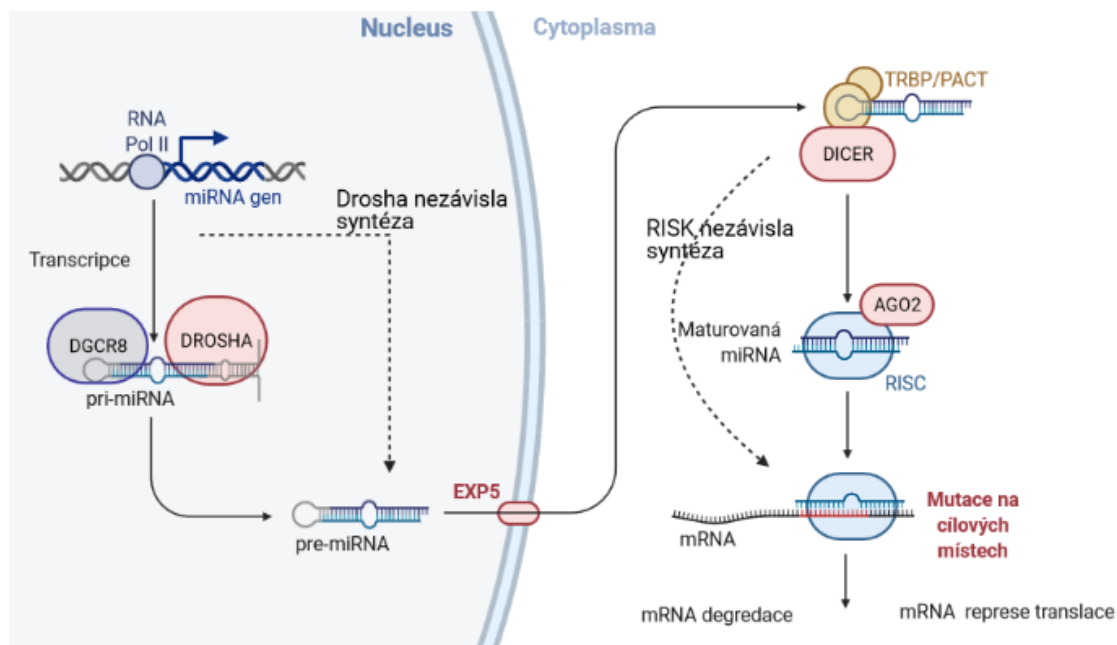 Nucleus
Cytoplasma
RNA
Pol II
miRNA gen
Drosha nezávisla
syntéza
Transcripce
DGCR8
DROSHA
pri-miRNA
pre-miRNA
EXP5
TRBP/PACT
DICER
RISK nezávisla
syntéza
AGO2
Maturovaná
miRNA
RISC
mRNA
Mutace na
cílových
místech
mRNA degredace
mRNA represe translace